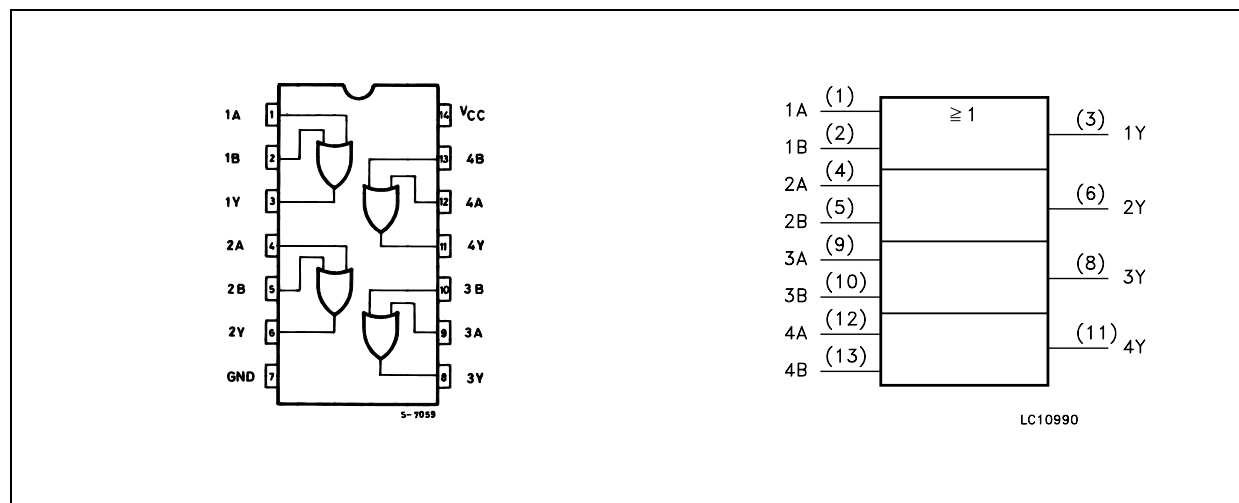 1A 1 14 VCC
1B 2 13 4B
1Y 3 12 4A
2A 4 11 4Y
2B 5 10 3B
2Y 6 9 3A
GND 7 8 3Y
S-7059
1A (1) ≧1 (3) 1Y
1B (2)
2A (4) (6) 2Y
2B (5)
3A (9) (8) 3Y
3B (10)
4A (12) (11) 4Y
4B (13)
LC10990